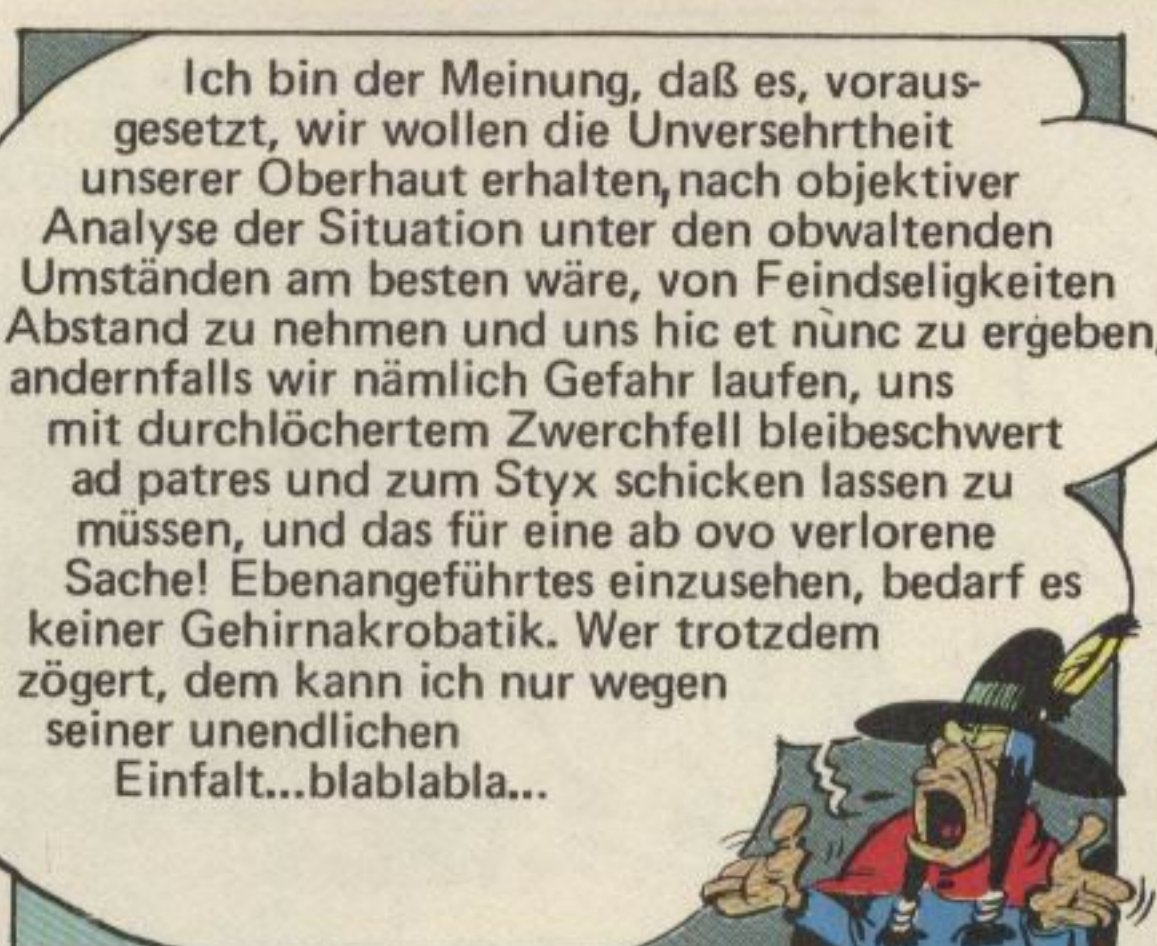 Ich bin der Meinung, daß es, voraus-
gesetzt, wir wollen die Unversehrtheit
unserer Oberhaut erhalten, nach objektiver
Analyse der Situation unter den obwaltenden
Umständen am besten wäre, von Feindseligkeiten
Abstand zu nehmen und uns hic et nunc zu ergeben,
andernfalls wir nämlich Gefahr laufen, uns
mit durchlöchertem Zwerchfell bleibeschwert
ad patres und zum Styx schicken lassen zu
müssen, und das für eine ab ovo verlorene
Sache! Ebenangeführtes einzusehen, bedarf es
keiner Gehirnakrobatik. Wer trotzdem
zögert, dem kann ich nur wegen
seiner unendlichen
Einfalt...blablabla...